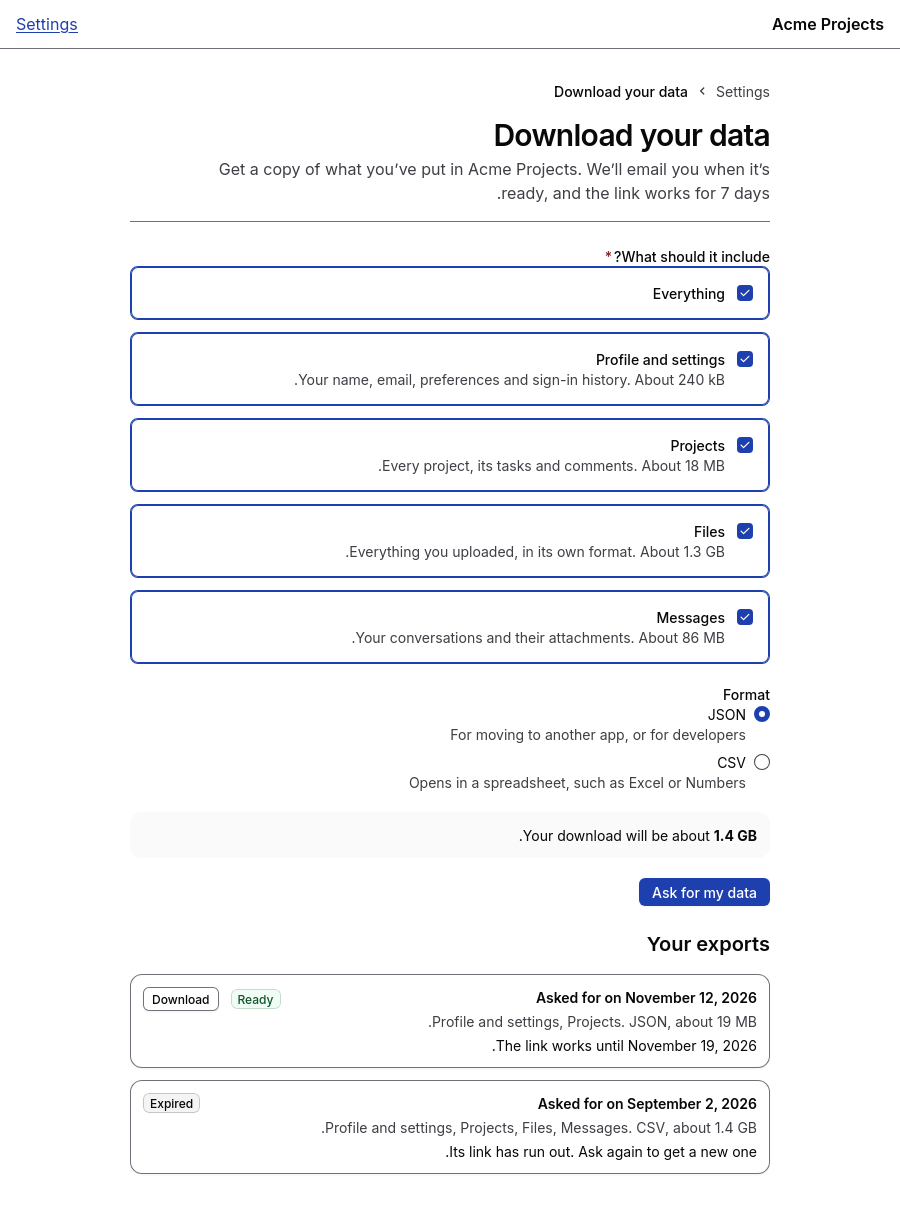 Acme Projects
Settings
Settings
Download your data
Download your data
Get a copy of what you’ve put in Acme Projects. We’ll email you when it’s
ready, and the link works for 7 days.
What should it include? *
Everything
Profile and settings
Your name, email, preferences and sign-in history. About 240 kB.
Projects
Every project, its tasks and comments. About 18 MB.
Files
Everything you uploaded, in its own format. About 1.3 GB.
Messages
Your conversations and their attachments. About 86 MB.
Format
JSON
For moving to another app, or for developers
CSV
Opens in a spreadsheet, such as Excel or Numbers
Your download will be about 1.4 GB.
Ask for my data
Your exports
Asked for on November 12, 2026
Ready
Download
Profile and settings, Projects. JSON, about 19 MB.
The link works until November 19, 2026.
Asked for on September 2, 2026
Expired
Profile and settings, Projects, Files, Messages. CSV, about 1.4 GB.
Its link has run out. Ask again to get a new one.